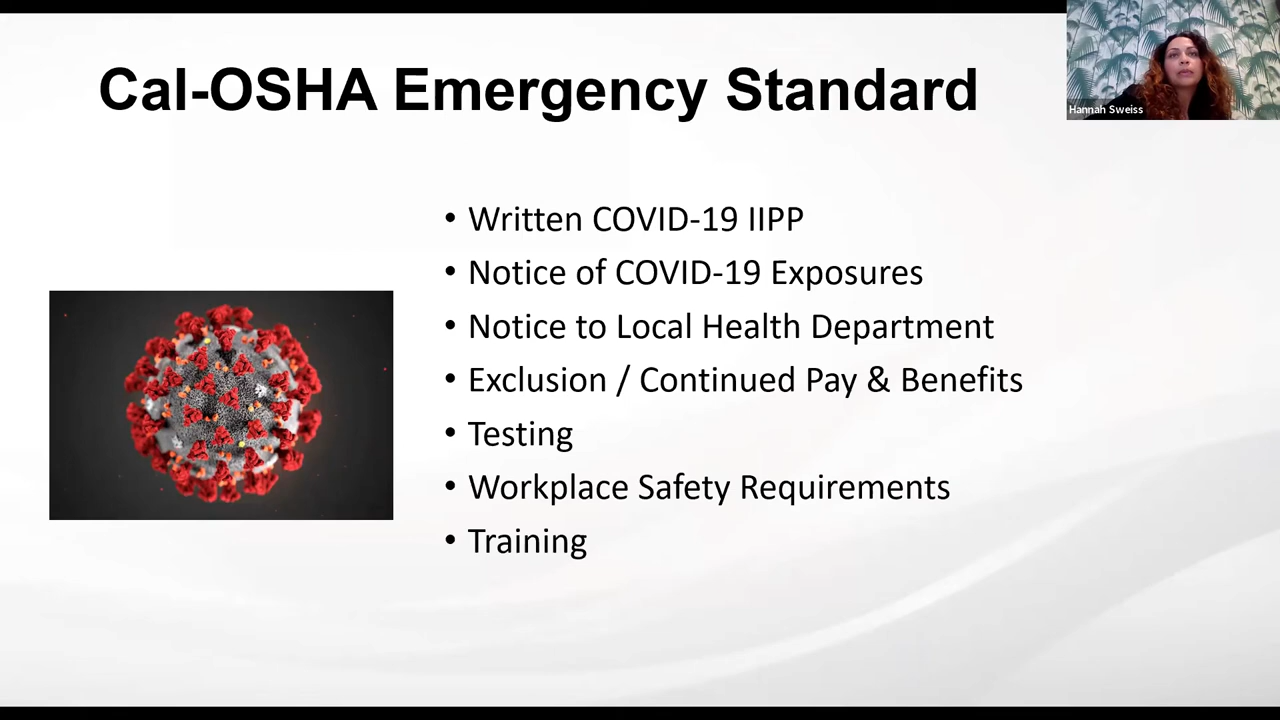 Cal-OSHA Emergency Standard
Hannah Sweiss
• Written COVID-19 IIPP
• Notice of COVID-19 Exposures
• Notice to Local Health Department
• Exclusion / Continued Pay & Benefits
• Testing
• Workplace Safety Requirements
• Training